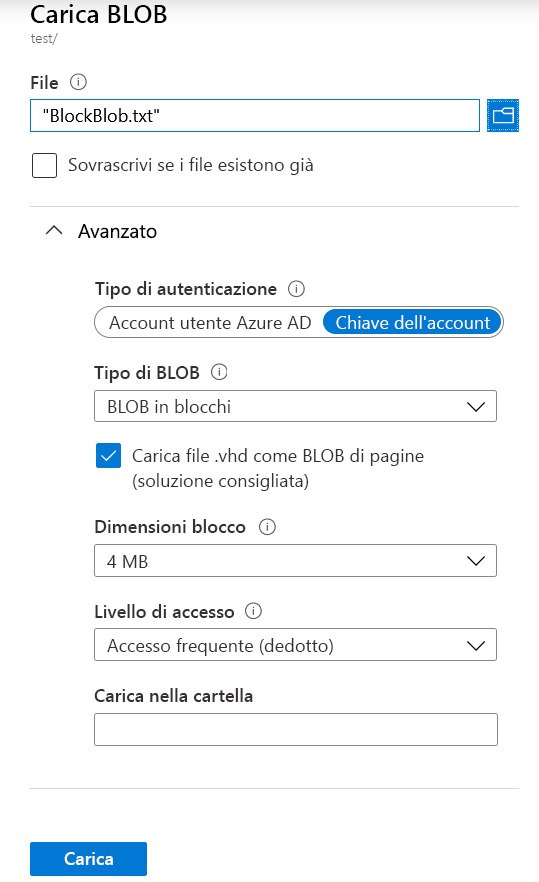 Carica BLOB
test/
File
"BlockBlob.txt"
Sovrascrivi se i file esistono già
Avanzato
Tipo di autenticazione
Account utente Azure AD Chiave dell'account
Tipo di BLOB
BLOB in blocchi
Carica file .vhd come BLOB di pagine
(soluzione consigliata)
Dimensioni blocco
4 MB
Livello di accesso
Accesso frequente (dedotto)
Carica nella cartella
Carica